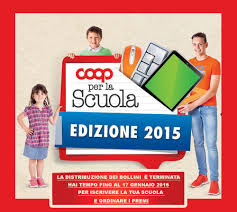 coop
per la
Scuola
EDIZIONE 2015
LA DISTRIBUZIONE DEI BOLLINI È TERMINATA
HAI TEMPO FINO AL 17 GENNAIO 2016
PER ISCRIVERE LA TUA SCUOLA
E ORDINARE I PREMI